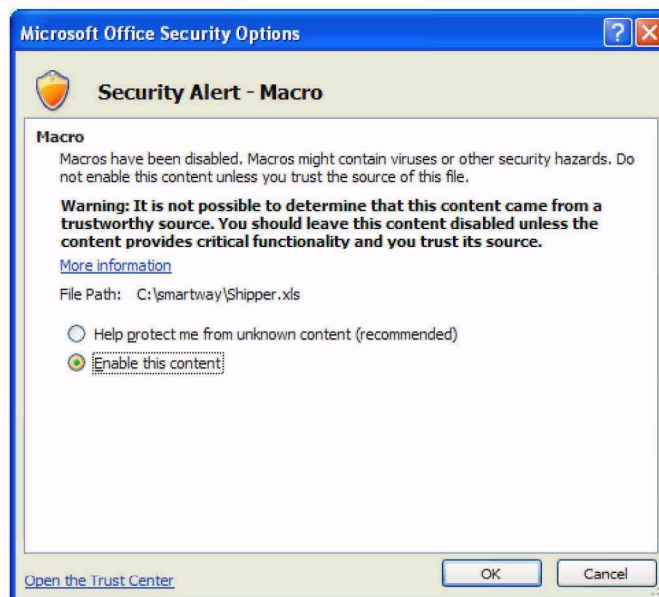 Microsoft Office Security Options
Security Alert - Macro
Macro
Macros have been disabled. Macros might contain viruses or other security hazards. Do
not enable this content unless you trust the source of this file.
Warning: It is not possible to determine that this content came from a
trustworthy source. You should leave this content disabled unless the
content provides critical functionality and you trust its source.
More information
File Path: C:\smartway\Shipper.xls
Help protect me from unknown content (recommended)
Enable this content
Open the Trust Center
OK
Cancel